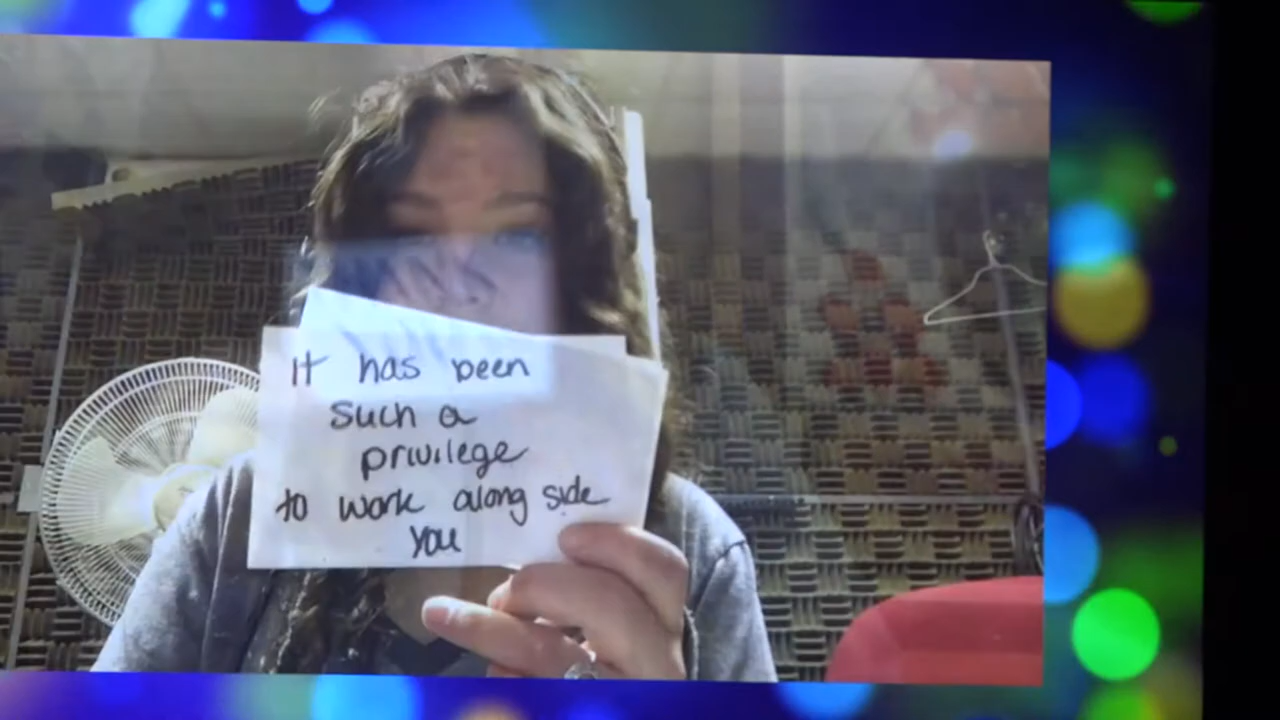 It has been
such a
privilege
to work along side
you